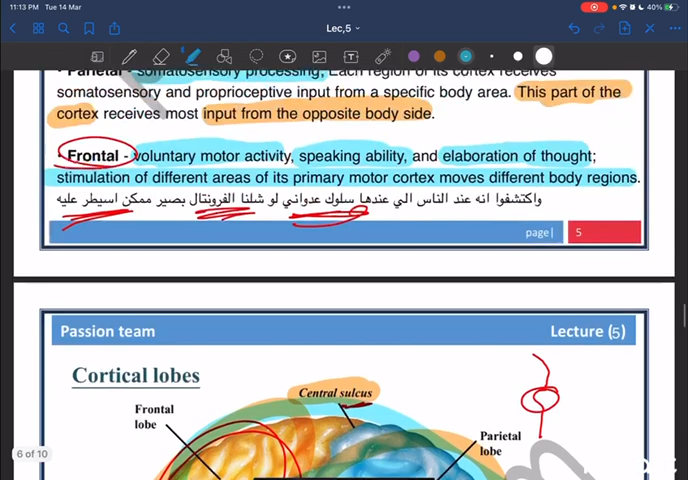 11:13 PM Tue 14 Mar
40%
Lec,5
• Parietal - somatosensory processing, Each region of its cortex receives
somatosensory and proprioceptive input from a specific body area. This part of the
cortex receives most input from the opposite body side.
• Frontal - voluntary motor activity, speaking ability, and elaboration of thought;
stimulation of different areas of its primary motor cortex moves different body regions.
واكتشفوا انه عند الناس الي عندها سلوك عدواني لو شلنا الفرونتال بصير ممكن اسيطر عليه
page| 5
Passion team Lecture (5)
Cortical lobes
Central sulcus
Frontal
lobe
Parietal
lobe
6 of 10